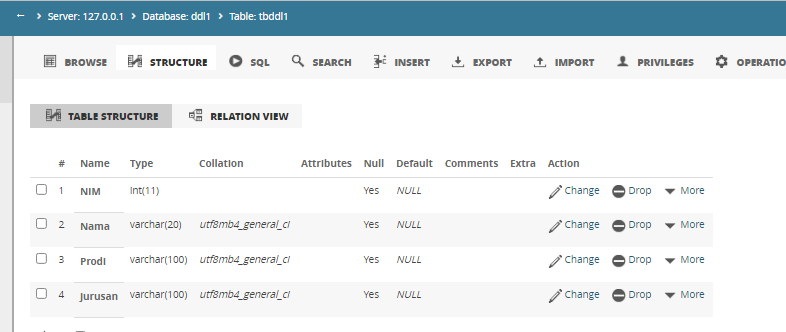 ← › Server: 127.0.0.1 › Database: ddl1 › Table: tbddl1
BROWSE STRUCTURE SQL SEARCH INSERT EXPORT IMPORT PRIVILEGES OPERATIO
TABLE STRUCTURE RELATION VIEW
# Name Type Collation Attributes Null Default Comments Extra Action
1 NIM int(11) Yes NULL Change Drop More
2 Nama varchar(20) utf8mb4_general_ci Yes NULL Change Drop More
3 Prodi varchar(100) utf8mb4_general_ci Yes NULL Change Drop More
4 Jurusan varchar(100) utf8mb4_general_ci Yes NULL Change Drop More